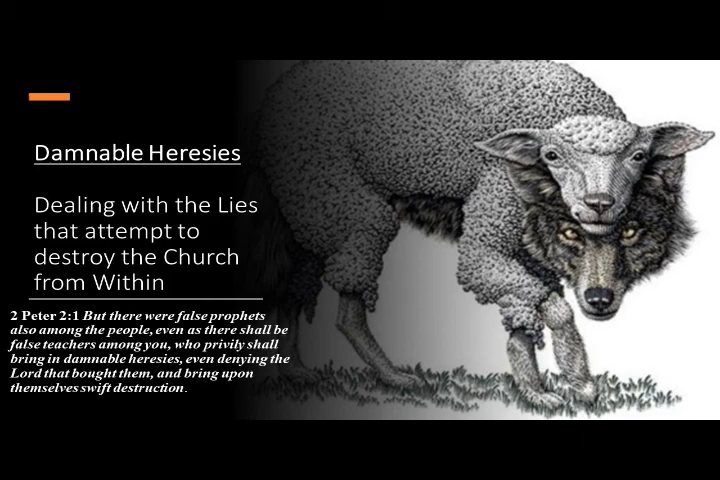 Damnable Heresies
Dealing with the Lies
that attempt to
destroy the Church
from Within
2 Peter 2:1 But there were false prophets
also among the people, even as there shall be
false teachers among you, who privily shall
bring in damnable heresies, even denying the
Lord that bought them, and bring upon
themselves swift destruction.